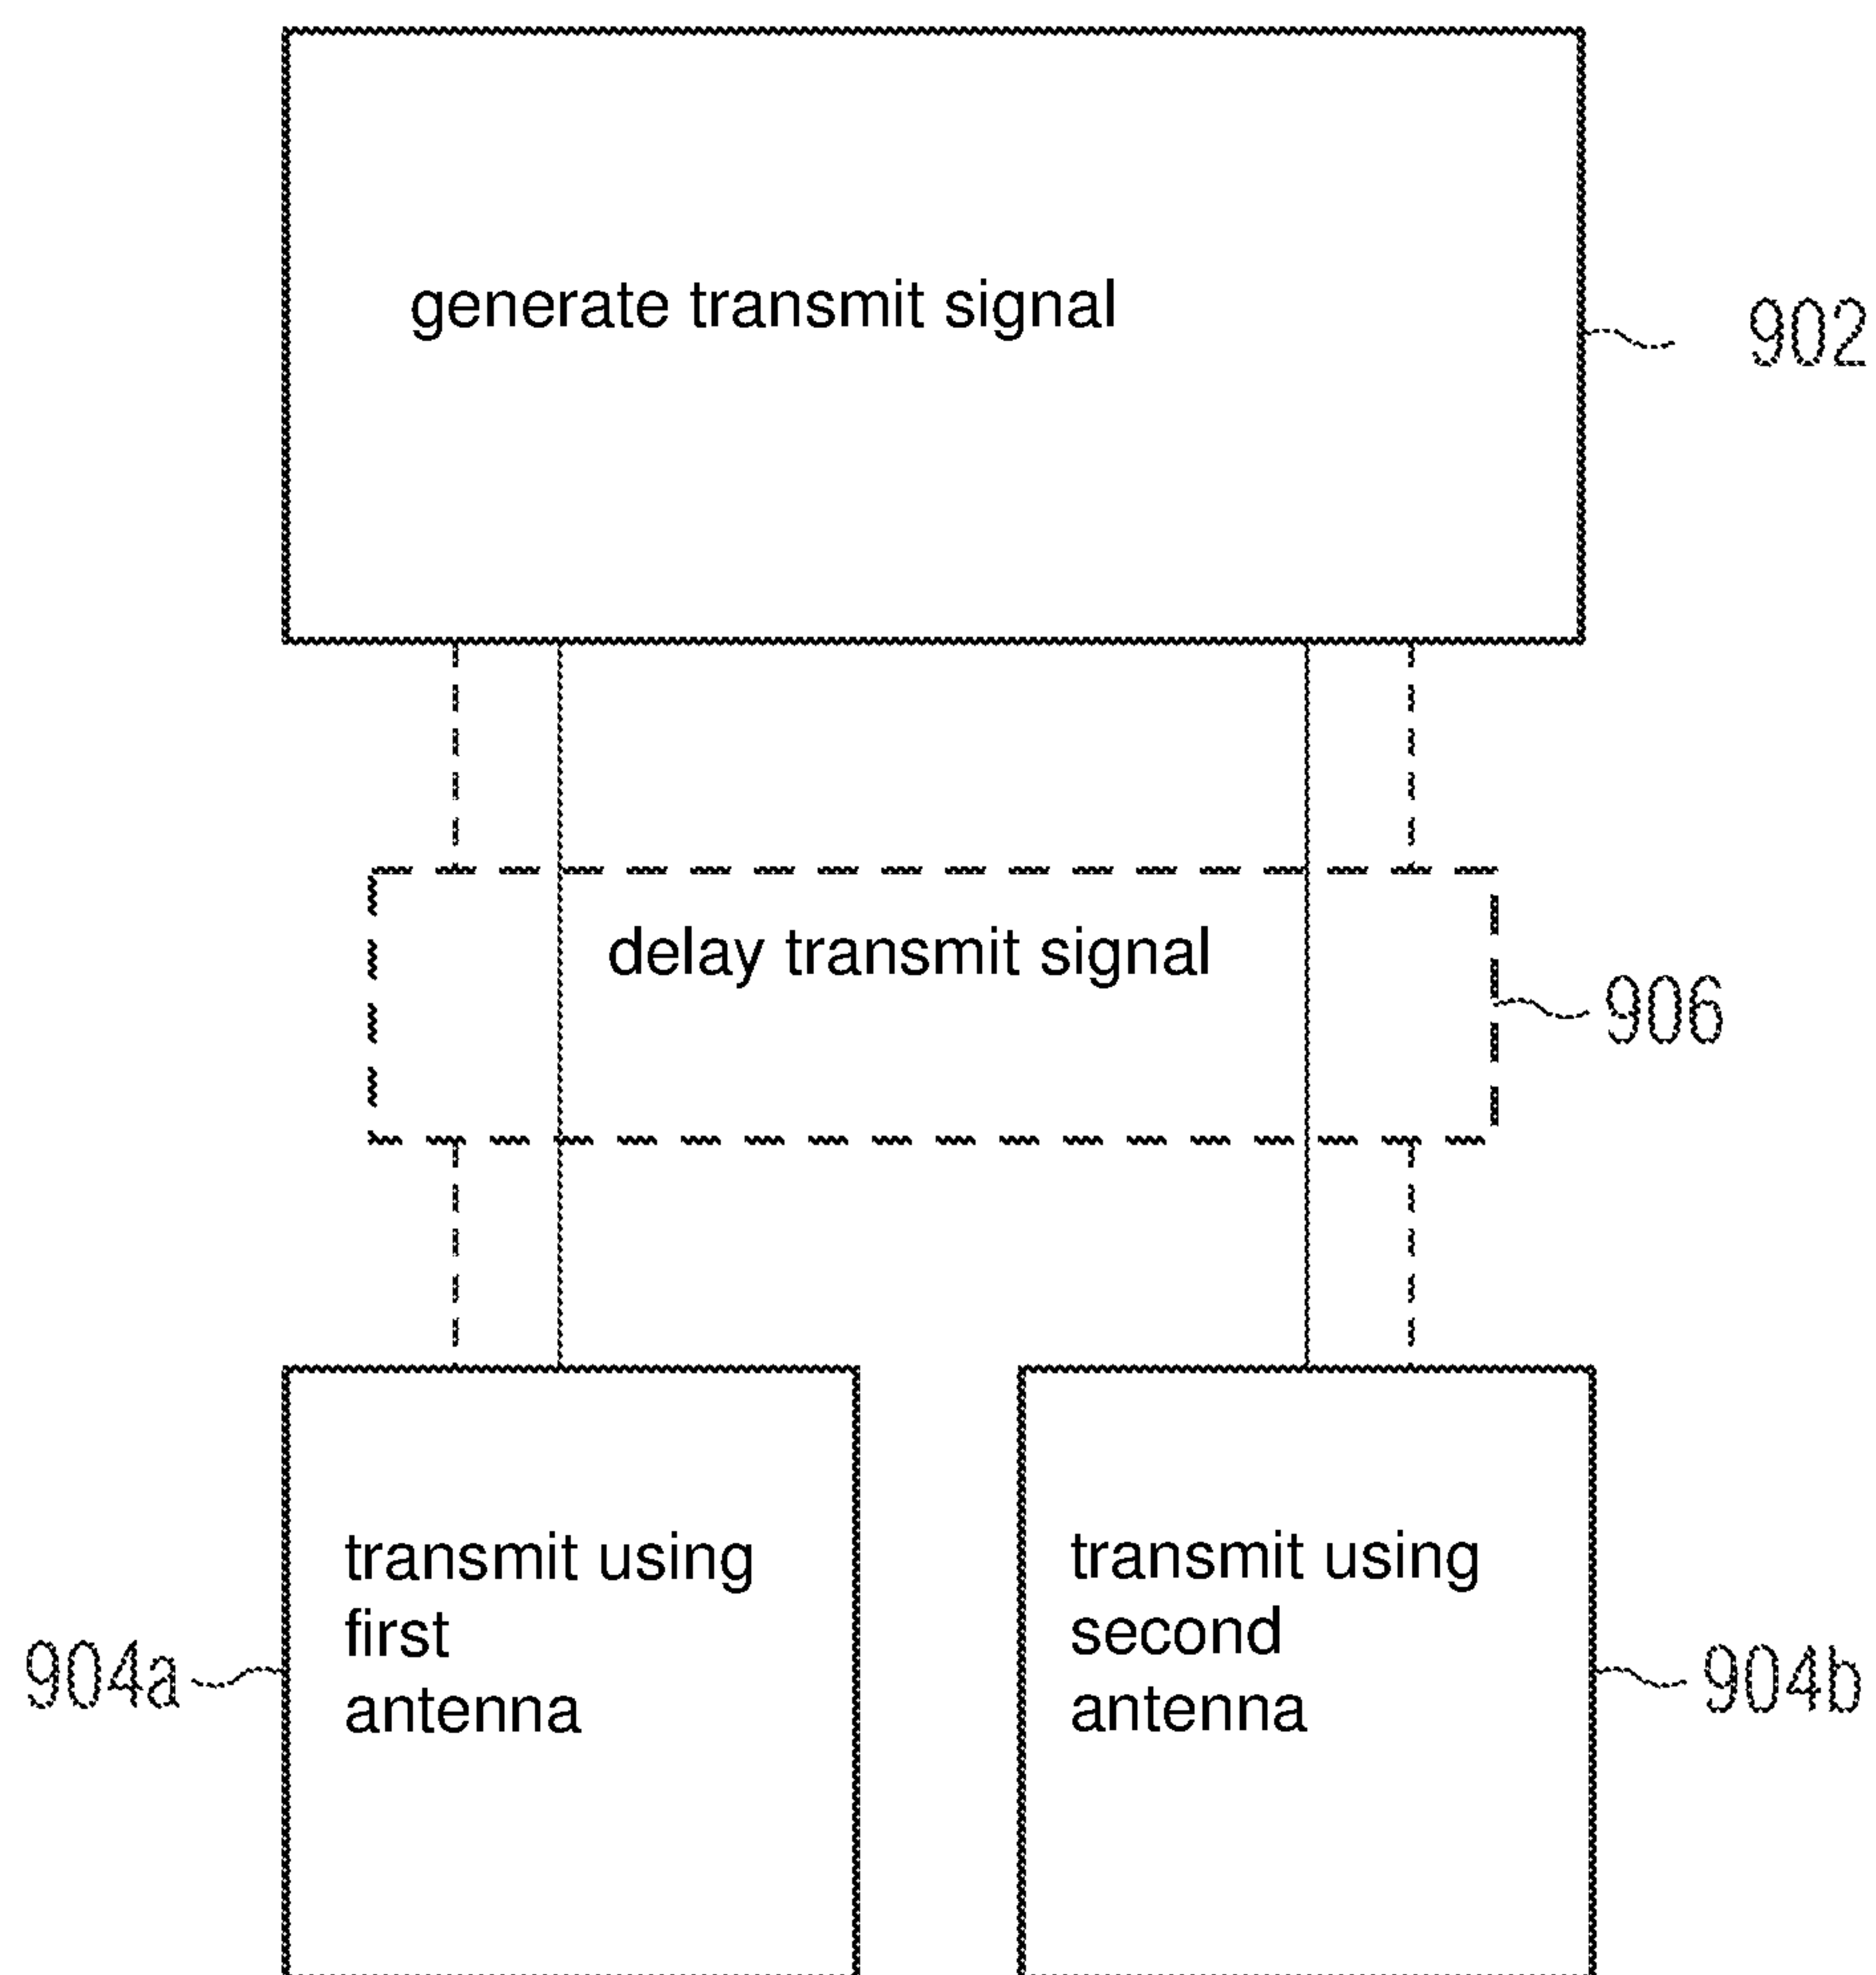 generate transmit signal
902
delay transmit signal
906
transmit using
first
antenna
904a
transmit using
second
antenna
904b